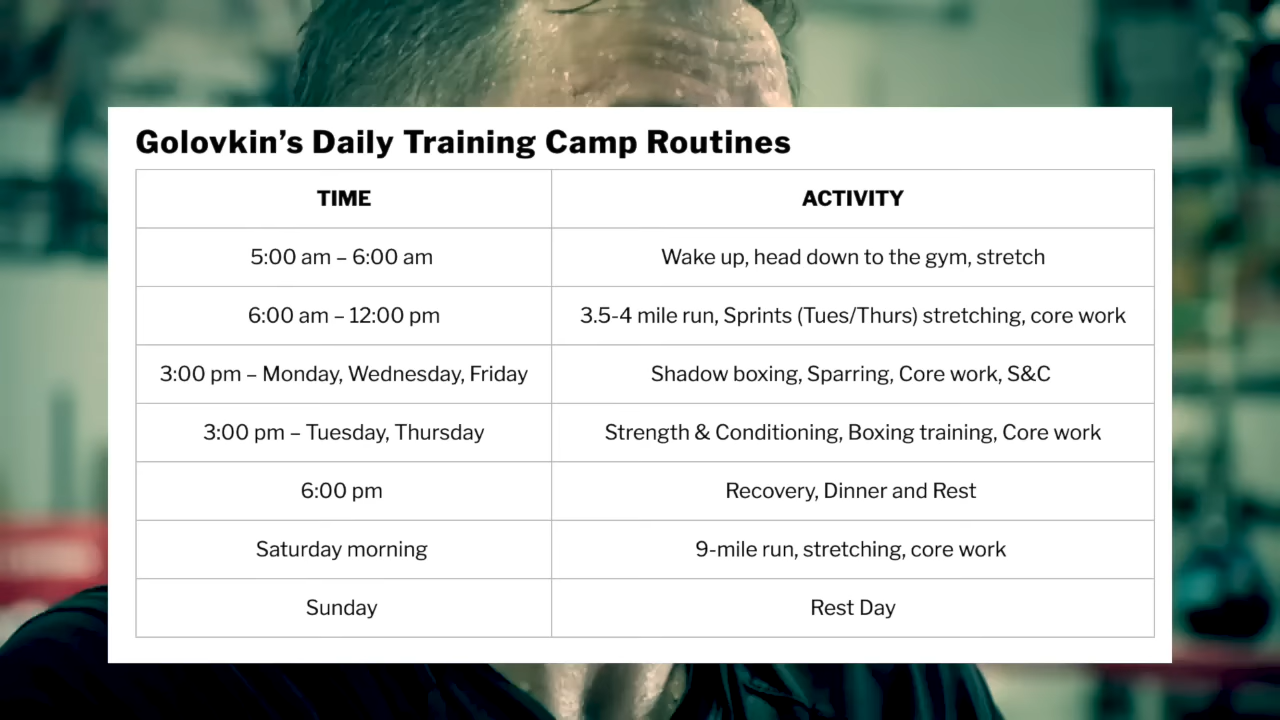 Golovkin’s Daily Training Camp Routines
TIME ACTIVITY
5:00 am – 6:00 am Wake up, head down to the gym, stretch
6:00 am – 12:00 pm 3.5-4 mile run, Sprints (Tues/Thurs) stretching, core work
3:00 pm – Monday, Wednesday, Friday Shadow boxing, Sparring, Core work, S&C
3:00 pm – Tuesday, Thursday Strength & Conditioning, Boxing training, Core work
6:00 pm Recovery, Dinner and Rest
Saturday morning 9-mile run, stretching, core work
Sunday Rest Day